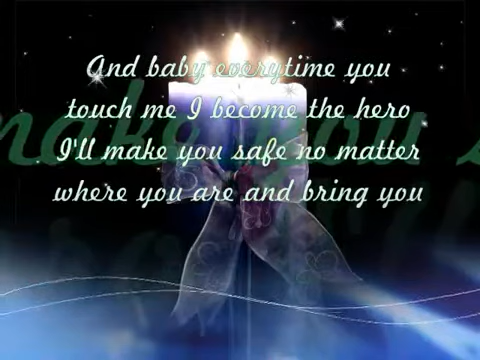 And baby everytime you
touch me I become the hero
I'll make you safe no matter
where you are and bring you